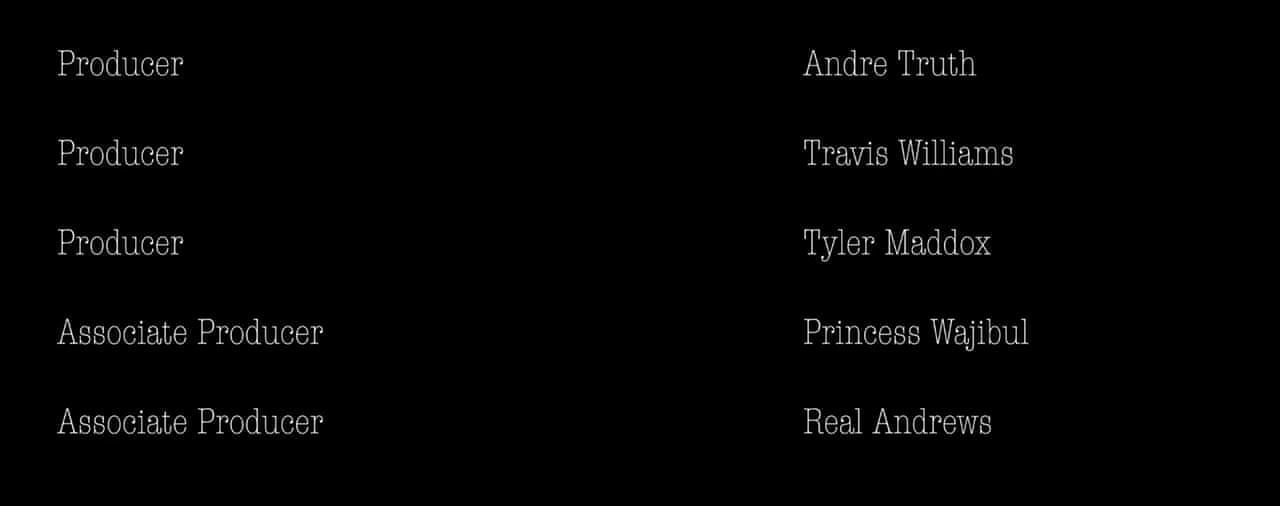 Producer Andre Truth
Producer Travis Williams
Producer Tyler Maddox
Associate Producer Princess Wajibul
Associate Producer Real Andrews